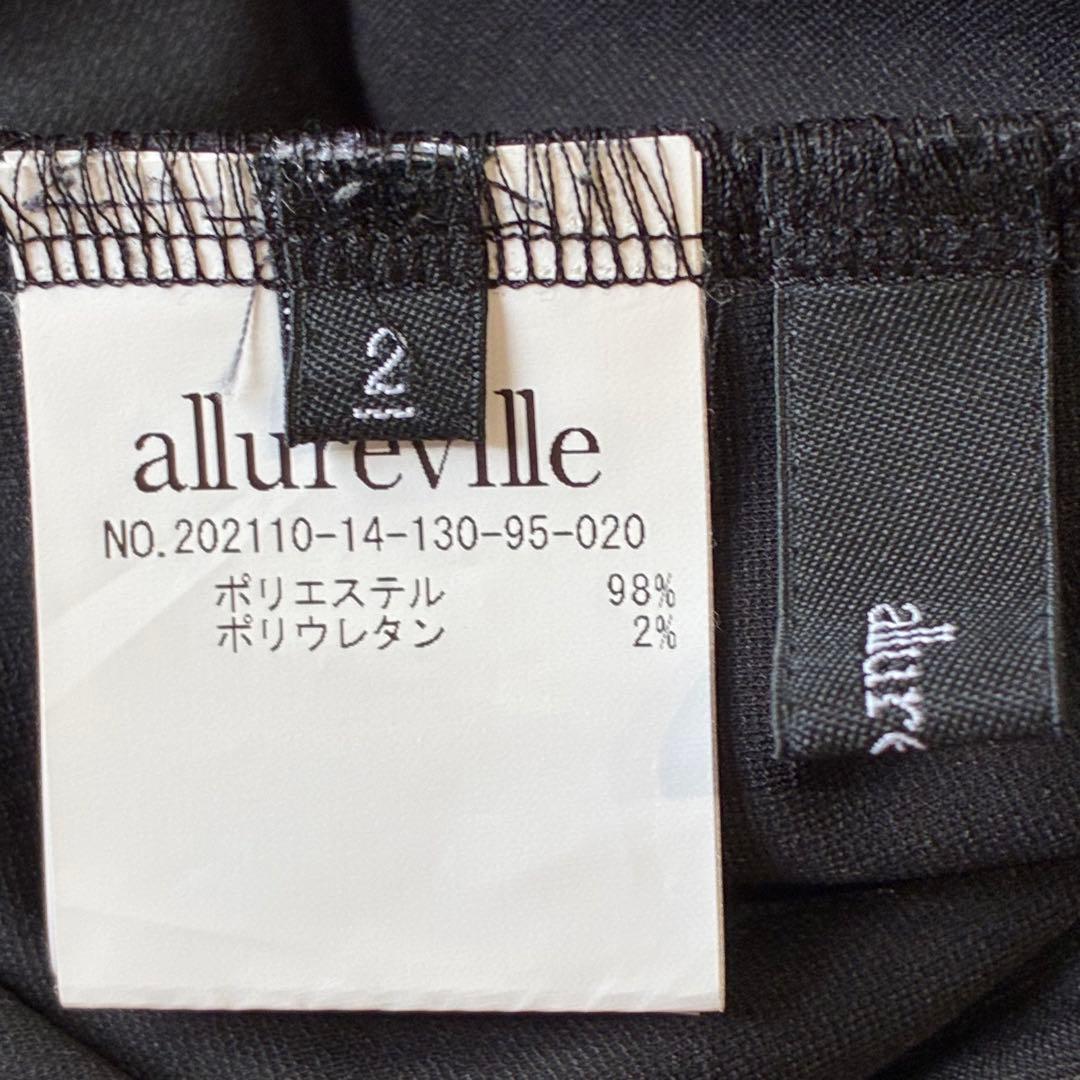 2
allureville
NO.202110-14-130-95-020
ポリエステル 98%
ポリウレタン 2%
allure